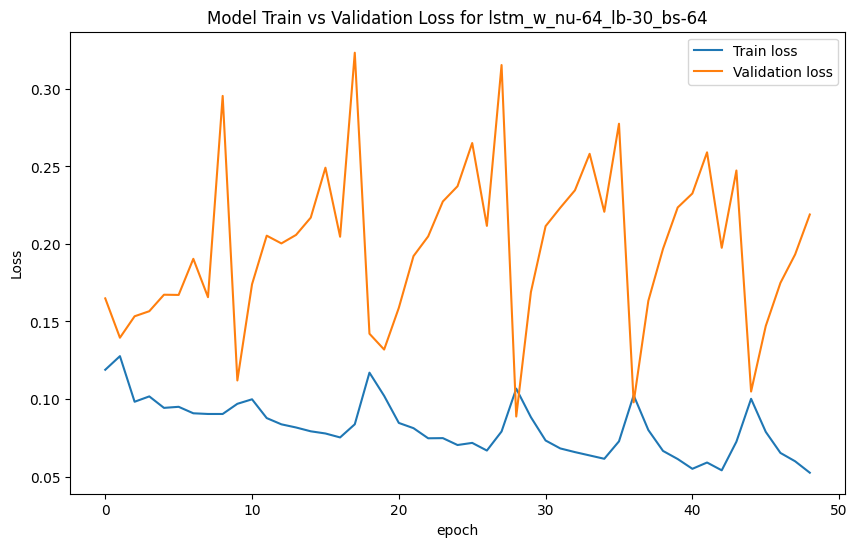 Model Train vs Validation Loss for lstm_w_nu-64_lb-30_bs-64
Train loss
Validation loss
0.30
0.25
0.20
0.15
0.10
0.05
Loss
0 10 20 30 40 50
epoch